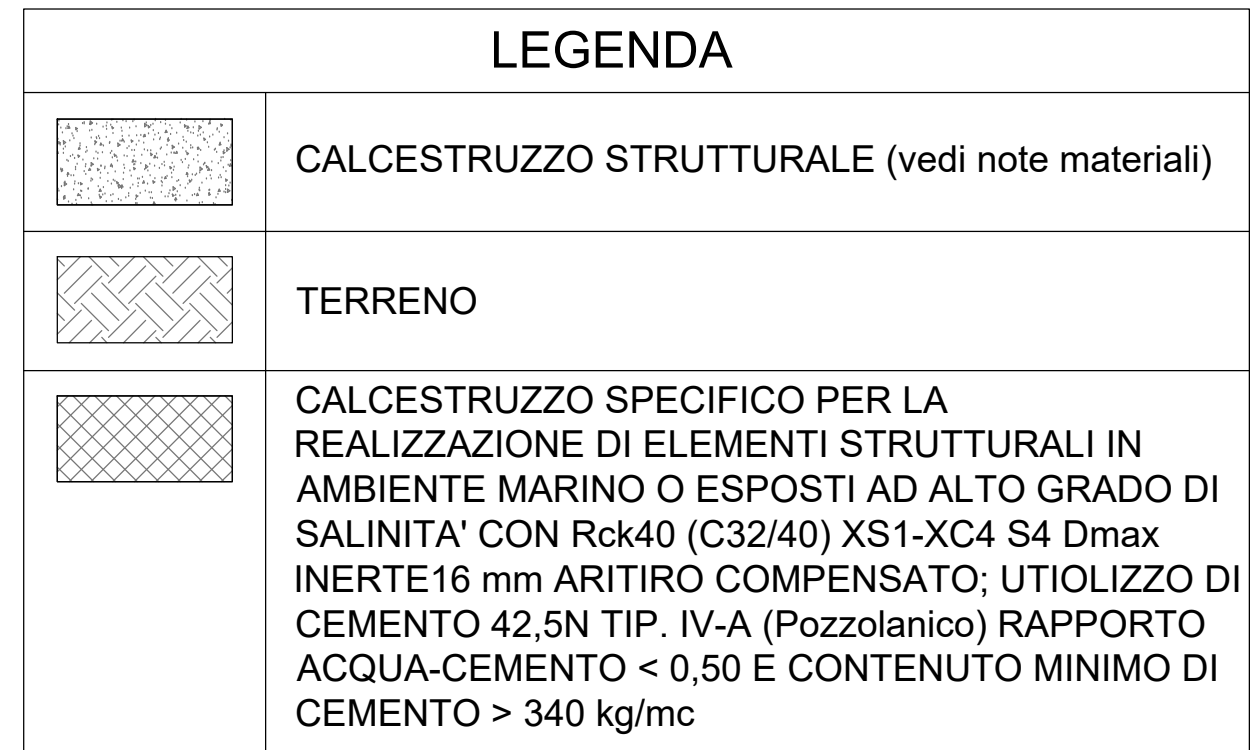 LEGENDA
CALCESTRUZZO STRUTTURALE (vedi note materiali)
TERRENO
CALCESTRUZZO SPECIFICO PER LA
REALIZZAZIONE DI ELEMENTI STRUTTURALI IN
AMBIENTE MARINO O ESPOSTI AD ALTO GRADO DI
SALINITA' CON Rck40 (C32/40) XS1-XC4 S4 Dmax
INERTE16 mm ARITIRO COMPENSATO; UTIOLIZZO DI
CEMENTO 42,5N TIP. IV-A (Pozzolanico) RAPPORTO
ACQUA-CEMENTO < 0,50 E CONTENUTO MINIMO DI
CEMENTO > 340 kg/mc